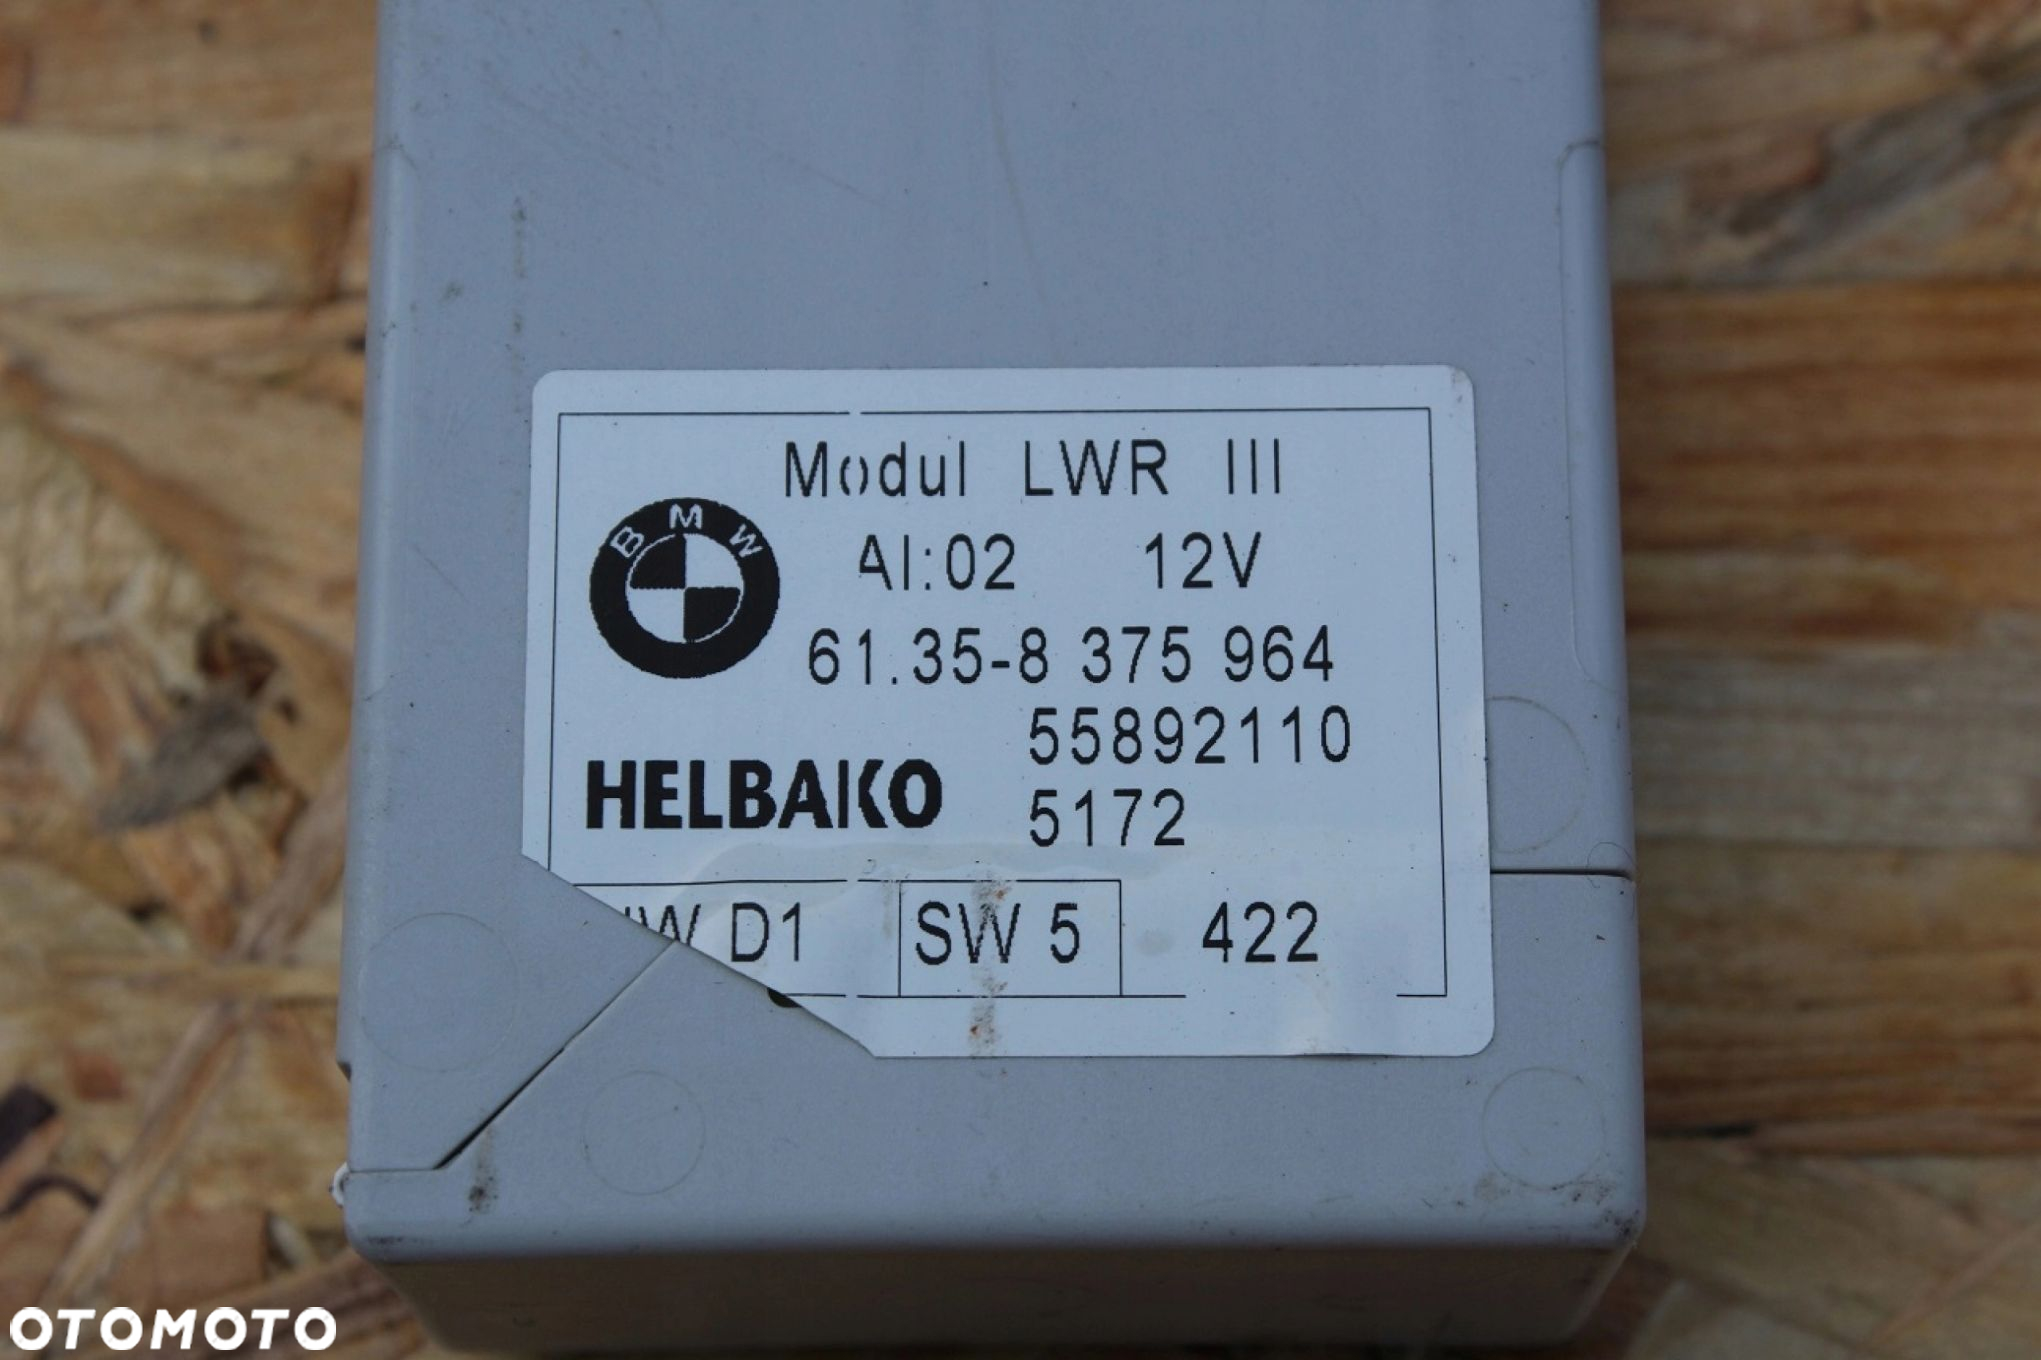 Modul LWR III
BMW
AI:02 12V
61.35-8 375 964
55892110
HELBAKO
5172
D1 SW 5 422
OTOMOTO